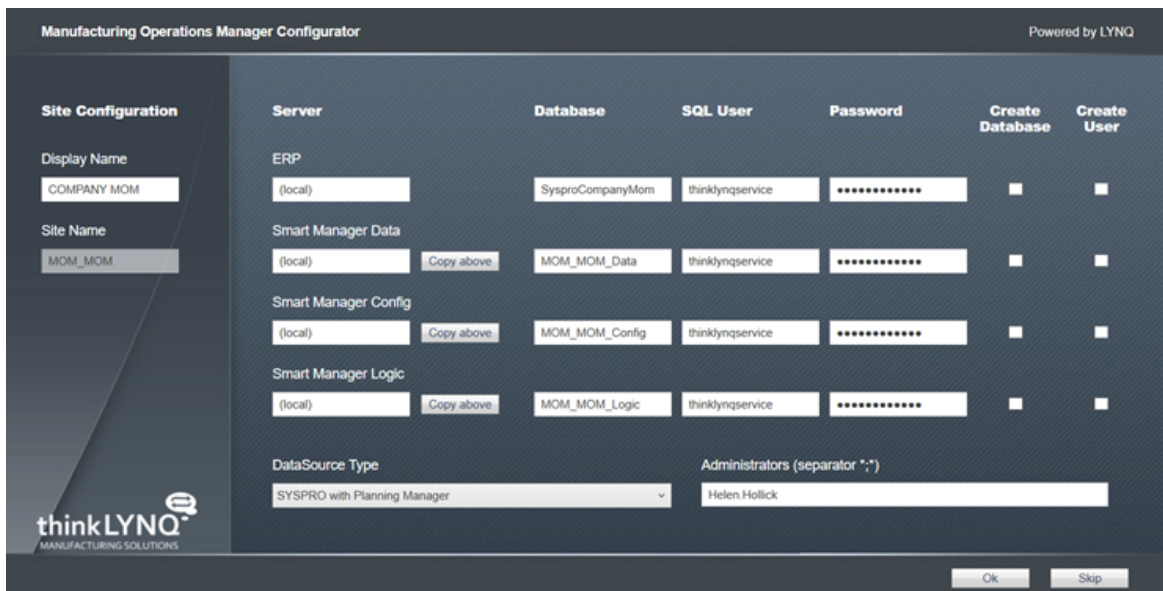 Manufacturing Operations Manager Configurator Powered by LYNQ
Site Configuration Server Database SQL User Password Create Database Create User
Display Name ERP
COMPANY MOM (local) SysproCompanyMom thinklynqservice ••••••••••••
Site Name Smart Manager Data
MOM_MOM (local) Copy above MOM_MOM_Data thinklynqservice ••••••••••••
Smart Manager Config
(local) Copy above MOM_MOM_Config thinklynqservice ••••••••••••
Smart Manager Logic
(local) Copy above MOM_MOM_Logic thinklynqservice ••••••••••••
DataSource Type Administrators (separator ";")
SYSPRO with Planning Manager Helen.Hollick
thinkLYNQ
MANUFACTURING SOLUTIONS
Ok Skip